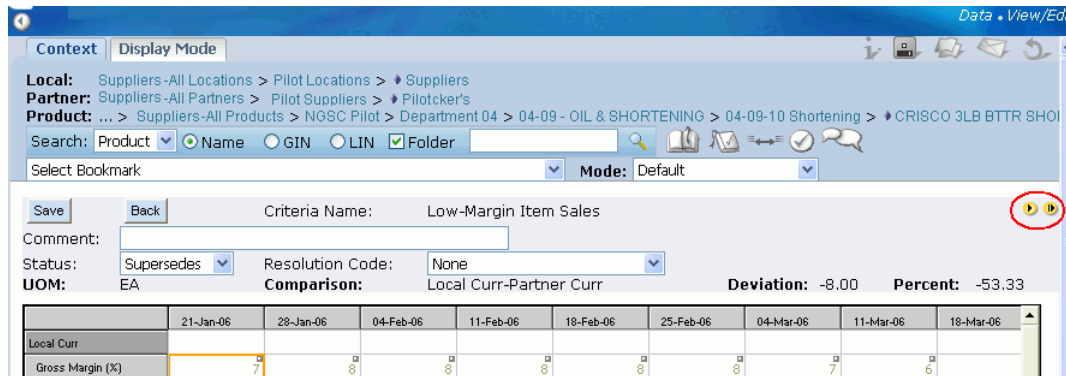 Data • View/Ed
Context Display Mode
Local: Suppliers-All Locations > Pilot Locations > ♦ Suppliers
Partner: Suppliers-All Partners > Pilot Suppliers > ♦ Pilotcker's
Product: ... > Suppliers-All Products > NGSC Pilot > Department 04 > 04-09 - OIL & SHORTENING > 04-09-10 Shortening > ♦ CRISCO 3LB BTTR SHO
Search: Product Name GIN LIN Folder
Select Bookmark Mode: Default
Save Back Criteria Name: Low-Margin Item Sales
Comment:
Status: Supersedes Resolution Code: None
UOM: EA Comparison: Local Curr-Partner Curr Deviation: -8.00 Percent: -53.33
21-Jan-06 28-Jan-06 04-Feb-06 11-Feb-06 18-Feb-06 25-Feb-06 04-Mar-06 11-Mar-06 18-Mar-06
Local Curr
Gross Margin (%) 7 8 8 8 8 8 7 6